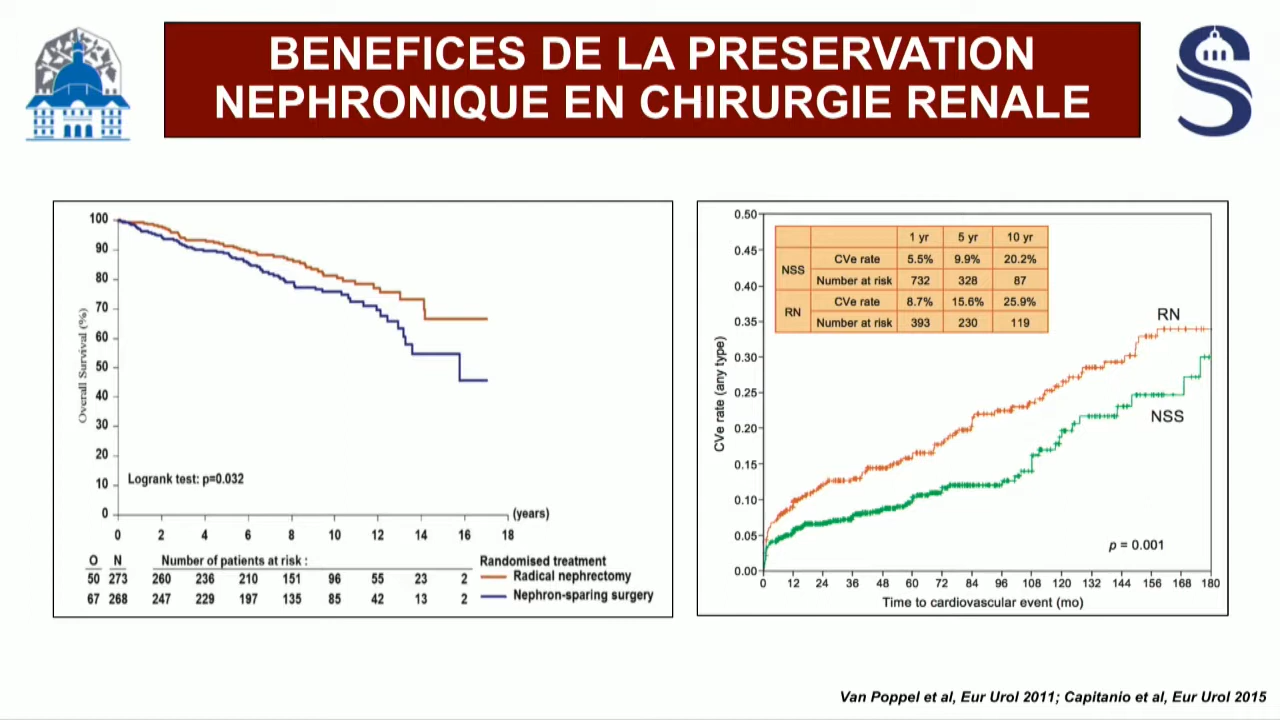 BENEFICES DE LA PRESERVATION
NEPHRONIQUE EN CHIRURGIE RENALE
S
100
90
80
70
60
50
40
30
20
10
0
Overall Survival (%)
Logrank test: p=0.032
0 2 4 6 8 10 12 14 16 18
(years)
O N Number of patients at risk : Randomised treatment
50 273 260 236 210 151 96 55 23 2 Radical nephrectomy
67 268 247 229 197 135 85 42 13 2 Nephron-sparing surgery
0.50
0.45
0.40
0.35
0.30
0.25
0.20
0.15
0.10
0.05
0.00
CVe rate (any type)
1 yr 5 yr 10 yr
NSS
CVe rate 5.5% 9.9% 20.2%
Number at risk 732 328 87
RN
CVe rate 8.7% 15.6% 25.9%
Number at risk 393 230 119
RN
NSS
p = 0.001
0 12 24 36 48 60 72 84 96 108 120 132 144 156 168 180
Time to cardiovascular event (mo)
Van Poppel et al, Eur Urol 2011; Capitanio et al, Eur Urol 2015